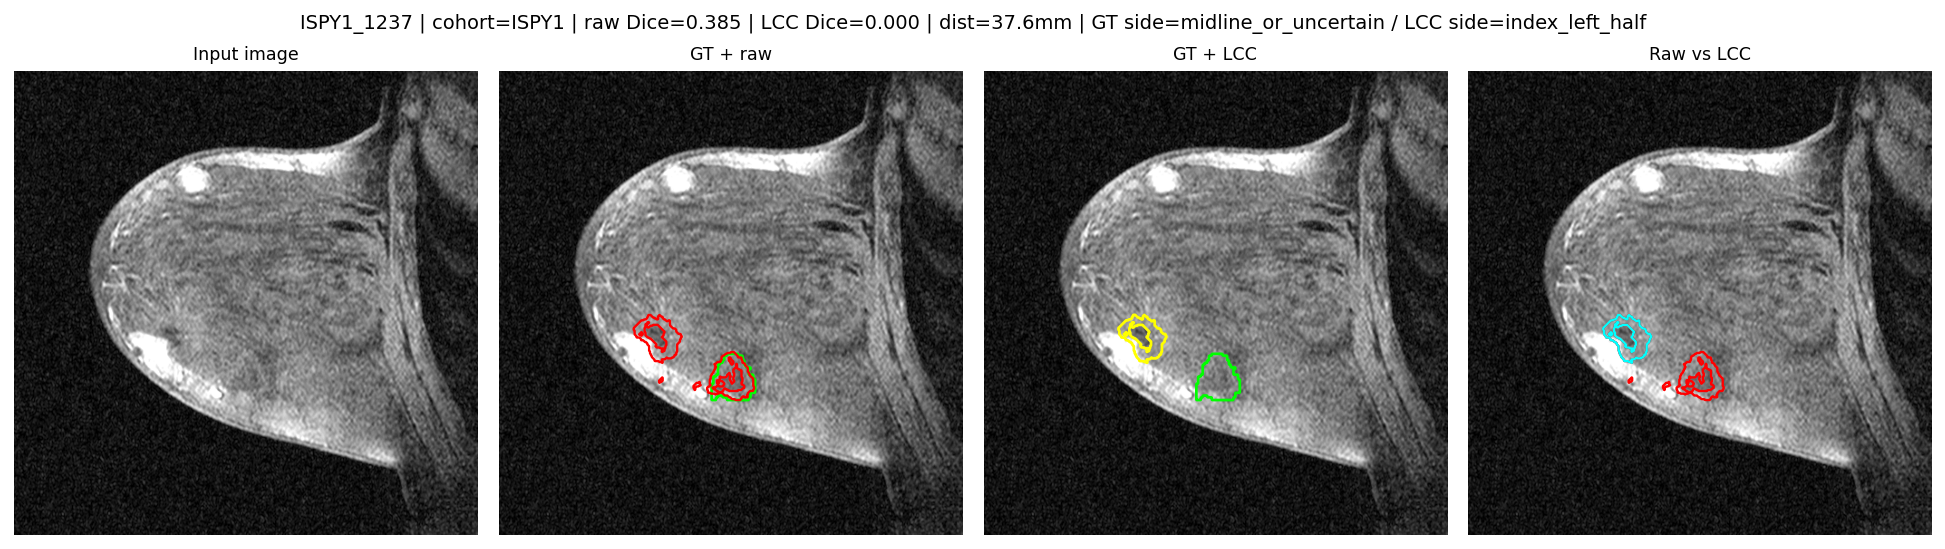 ISPY1_1237 | cohort=ISPY1 | raw Dice=0.385 | LCC Dice=0.000 | dist=37.6mm | GT side=midline_or_uncertain / LCC side=index_left_half
Input image
GT + raw
GT + LCC
Raw vs LCC